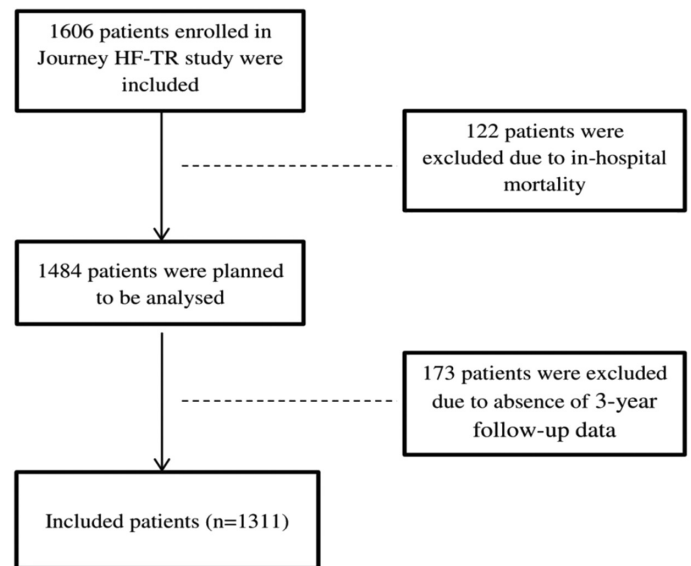 1606 patients enrolled in
Journey HF-TR study were
included
122 patients were
excluded due to in-hospital
mortality
1484 patients were planned
to be analysed
173 patients were excluded
due to absence of 3-year
follow-up data
Included patients (n=1311)